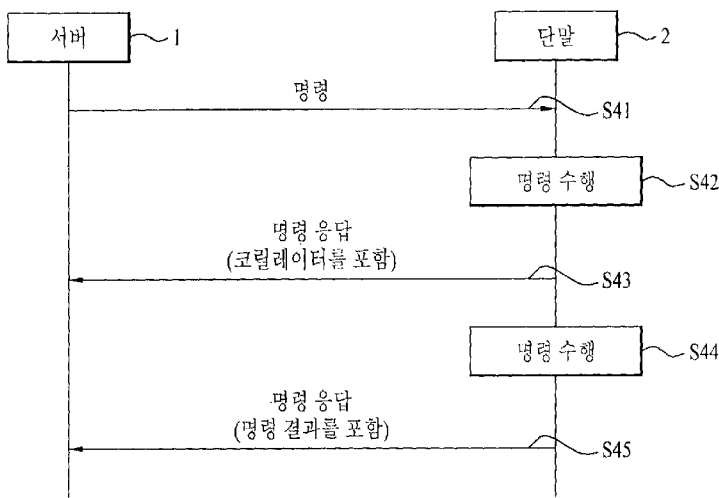 서버 1
단말 2
명령
S41
명령 수행 S42
명령 응답
(코릴레이터를 포함)
S43
명령 수행 S44
명령 응답
(명령 결과를 포함)
S45